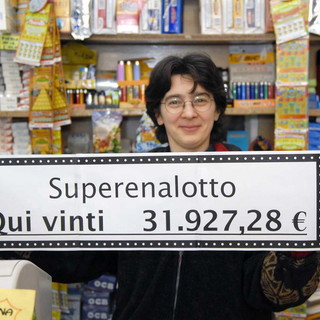 Superenalotto
Qui vinti 31.927,28 €